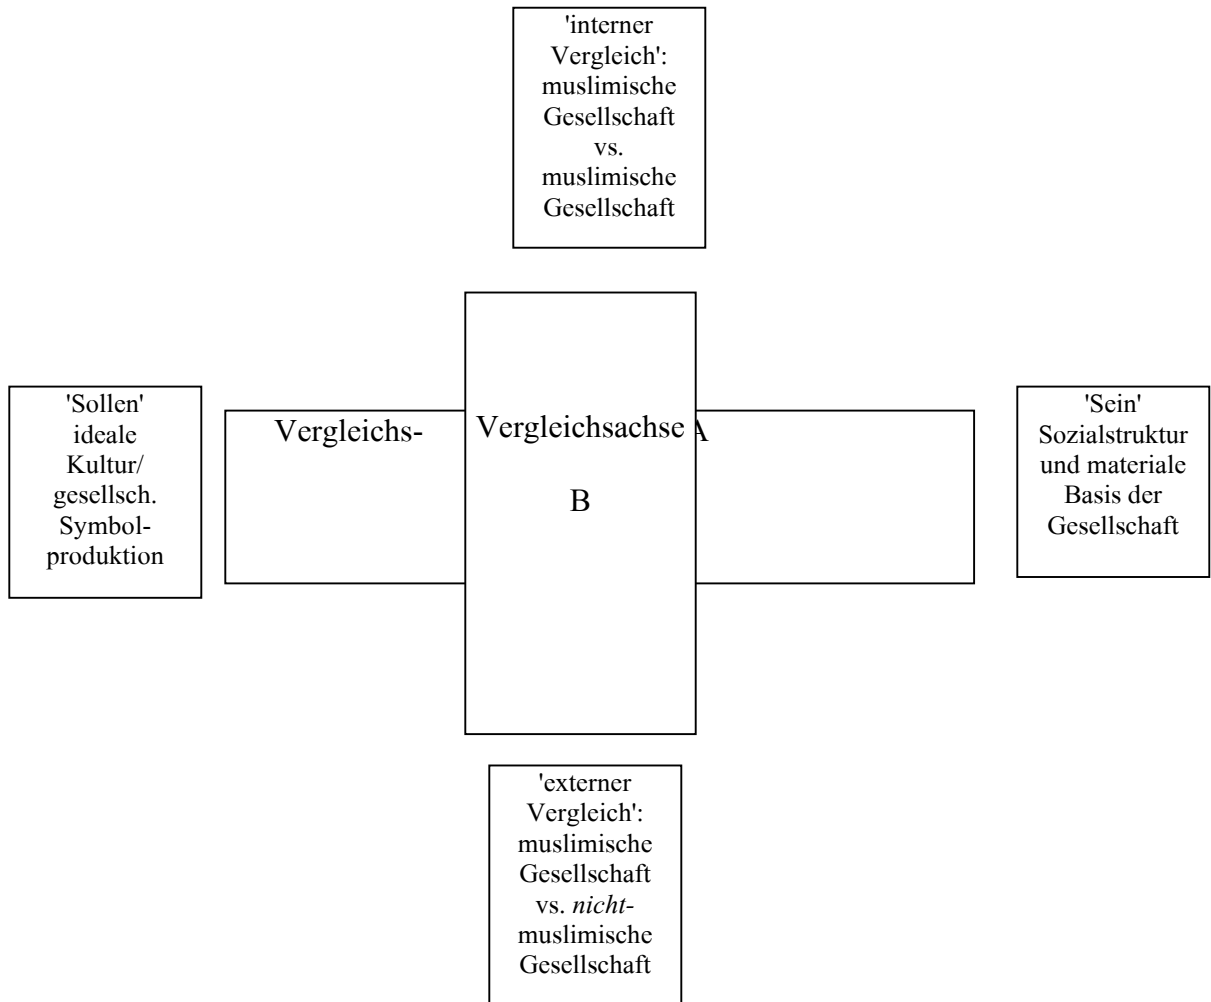 'interner
Vergleich':
muslimische
Gesellschaft
vs.
muslimische
Gesellschaft
'Sollen'
ideale
Kultur/
gesellsch.
Symbol-
produktion
Vergleichs-
Vergleichsachse
B
A
'Sein'
Sozialstruktur
und materiale
Basis der
Gesellschaft
'externer
Vergleich':
muslimische
Gesellschaft
vs. nicht-
muslimische
Gesellschaft